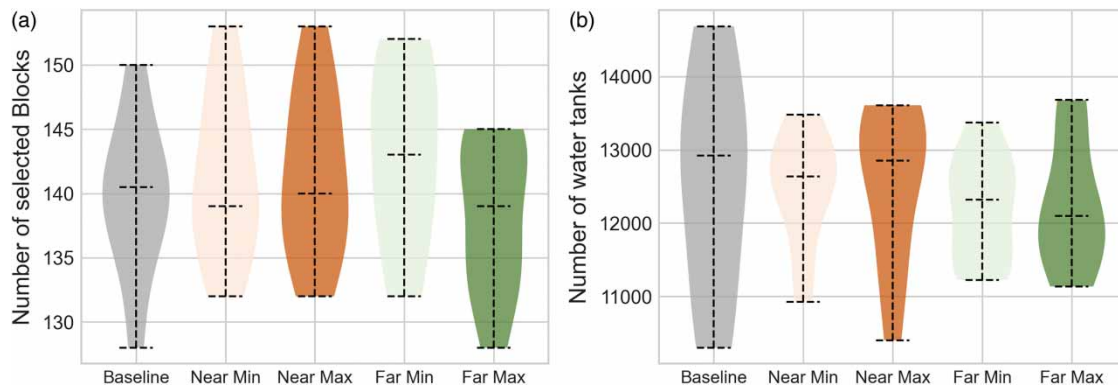 (a)
Number of selected Blocks
150
145
140
135
130
Baseline Near Min Near Max Far Min Far Max
(b)
Number of water tanks
14000
13000
12000
11000
Baseline Near Min Near Max Far Min Far Max